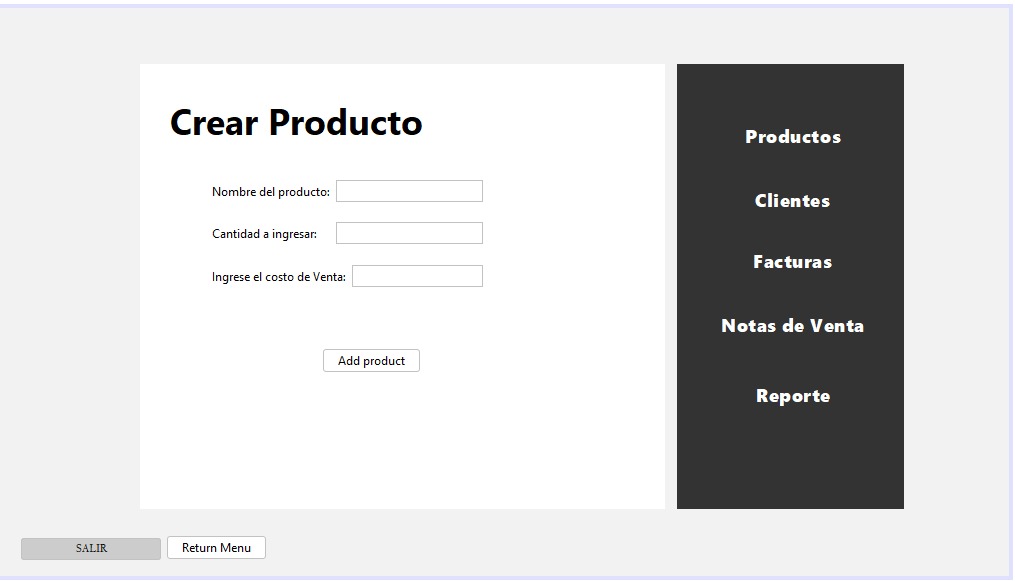 Crear Producto
Nombre del producto:
Cantidad a ingresar:
Ingrese el costo de Venta:
Add product
Productos
Clientes
Facturas
Notas de Venta
Reporte
SALIR
Return Menu